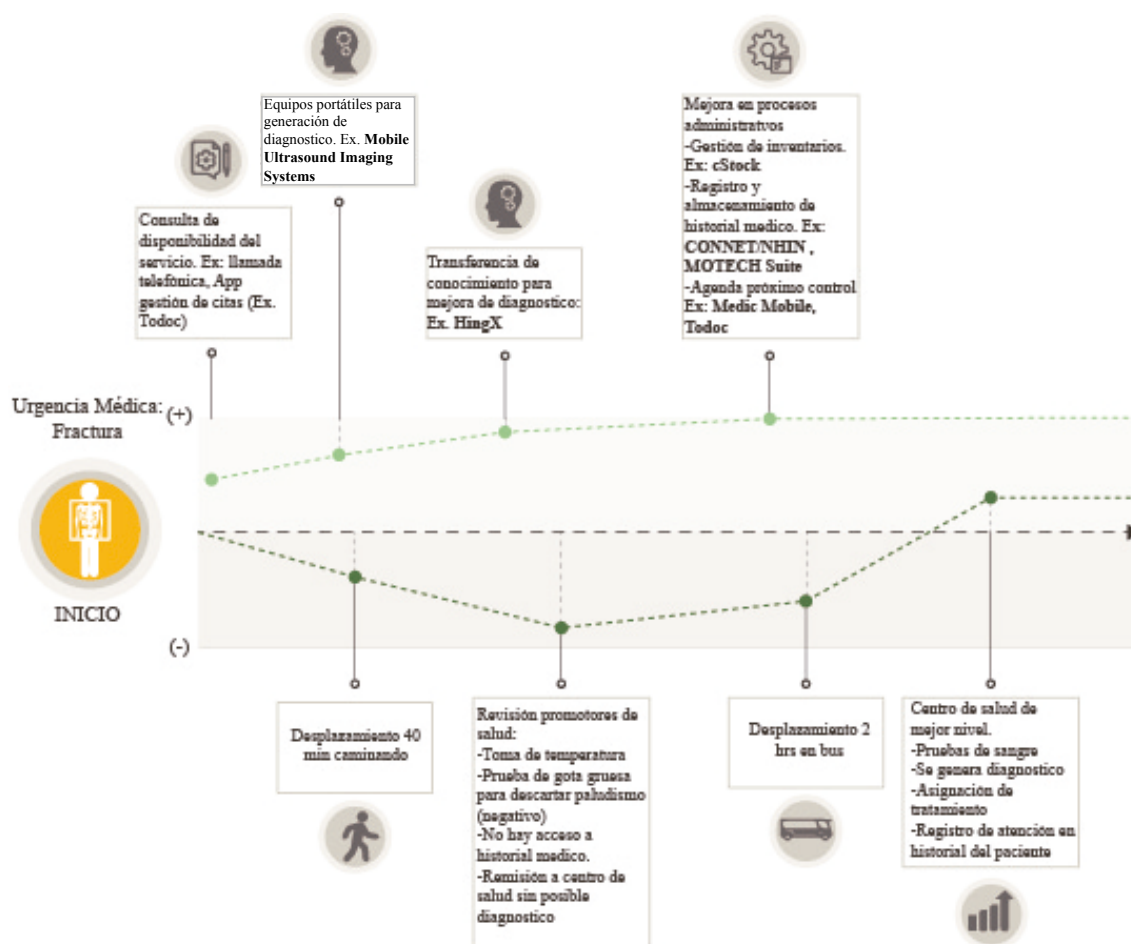 Equipos portátiles para
generación de
diagnostico. Ex. Mobile
Ultrasound Imaging
Systems
Mejora en procesos
administratvos
-Gestión de inventarios.
Ex: cStock
-Registro y
almacenamiento de
historial medico. Ex:
CONNET/NHIN ,
MOTECH Suite
-Agenda próximo control
Ex: Medic Mobile,
Todoc
Consulta de
disponibilidad del
servicio. Ex: llamada
telefónica, App
gestión de citas (Ex.
Todoc)
Transferencia de
conocimiento para
mejora de diagnostico:
Ex. HingX
Urgencia Médica:
Fractura
(+)
INICIO
(-)
Desplazamiento 40
min caminando
Revisión promotores de
salud:
-Toma de temperatura
-Prueba de gota gruesa
para descartar paludismo
(negativo)
-No hay acceso a
historial medico.
-Remisión a centro de
salud sin posible
diagnostico
Desplazamiento 2
hrs en bus
Centro de salud de
mejor nivel.
-Pruebas de sangre
-Se genera diagnostico
-Asignación de
tratamiento
-Registro de atención en
historial del paciente